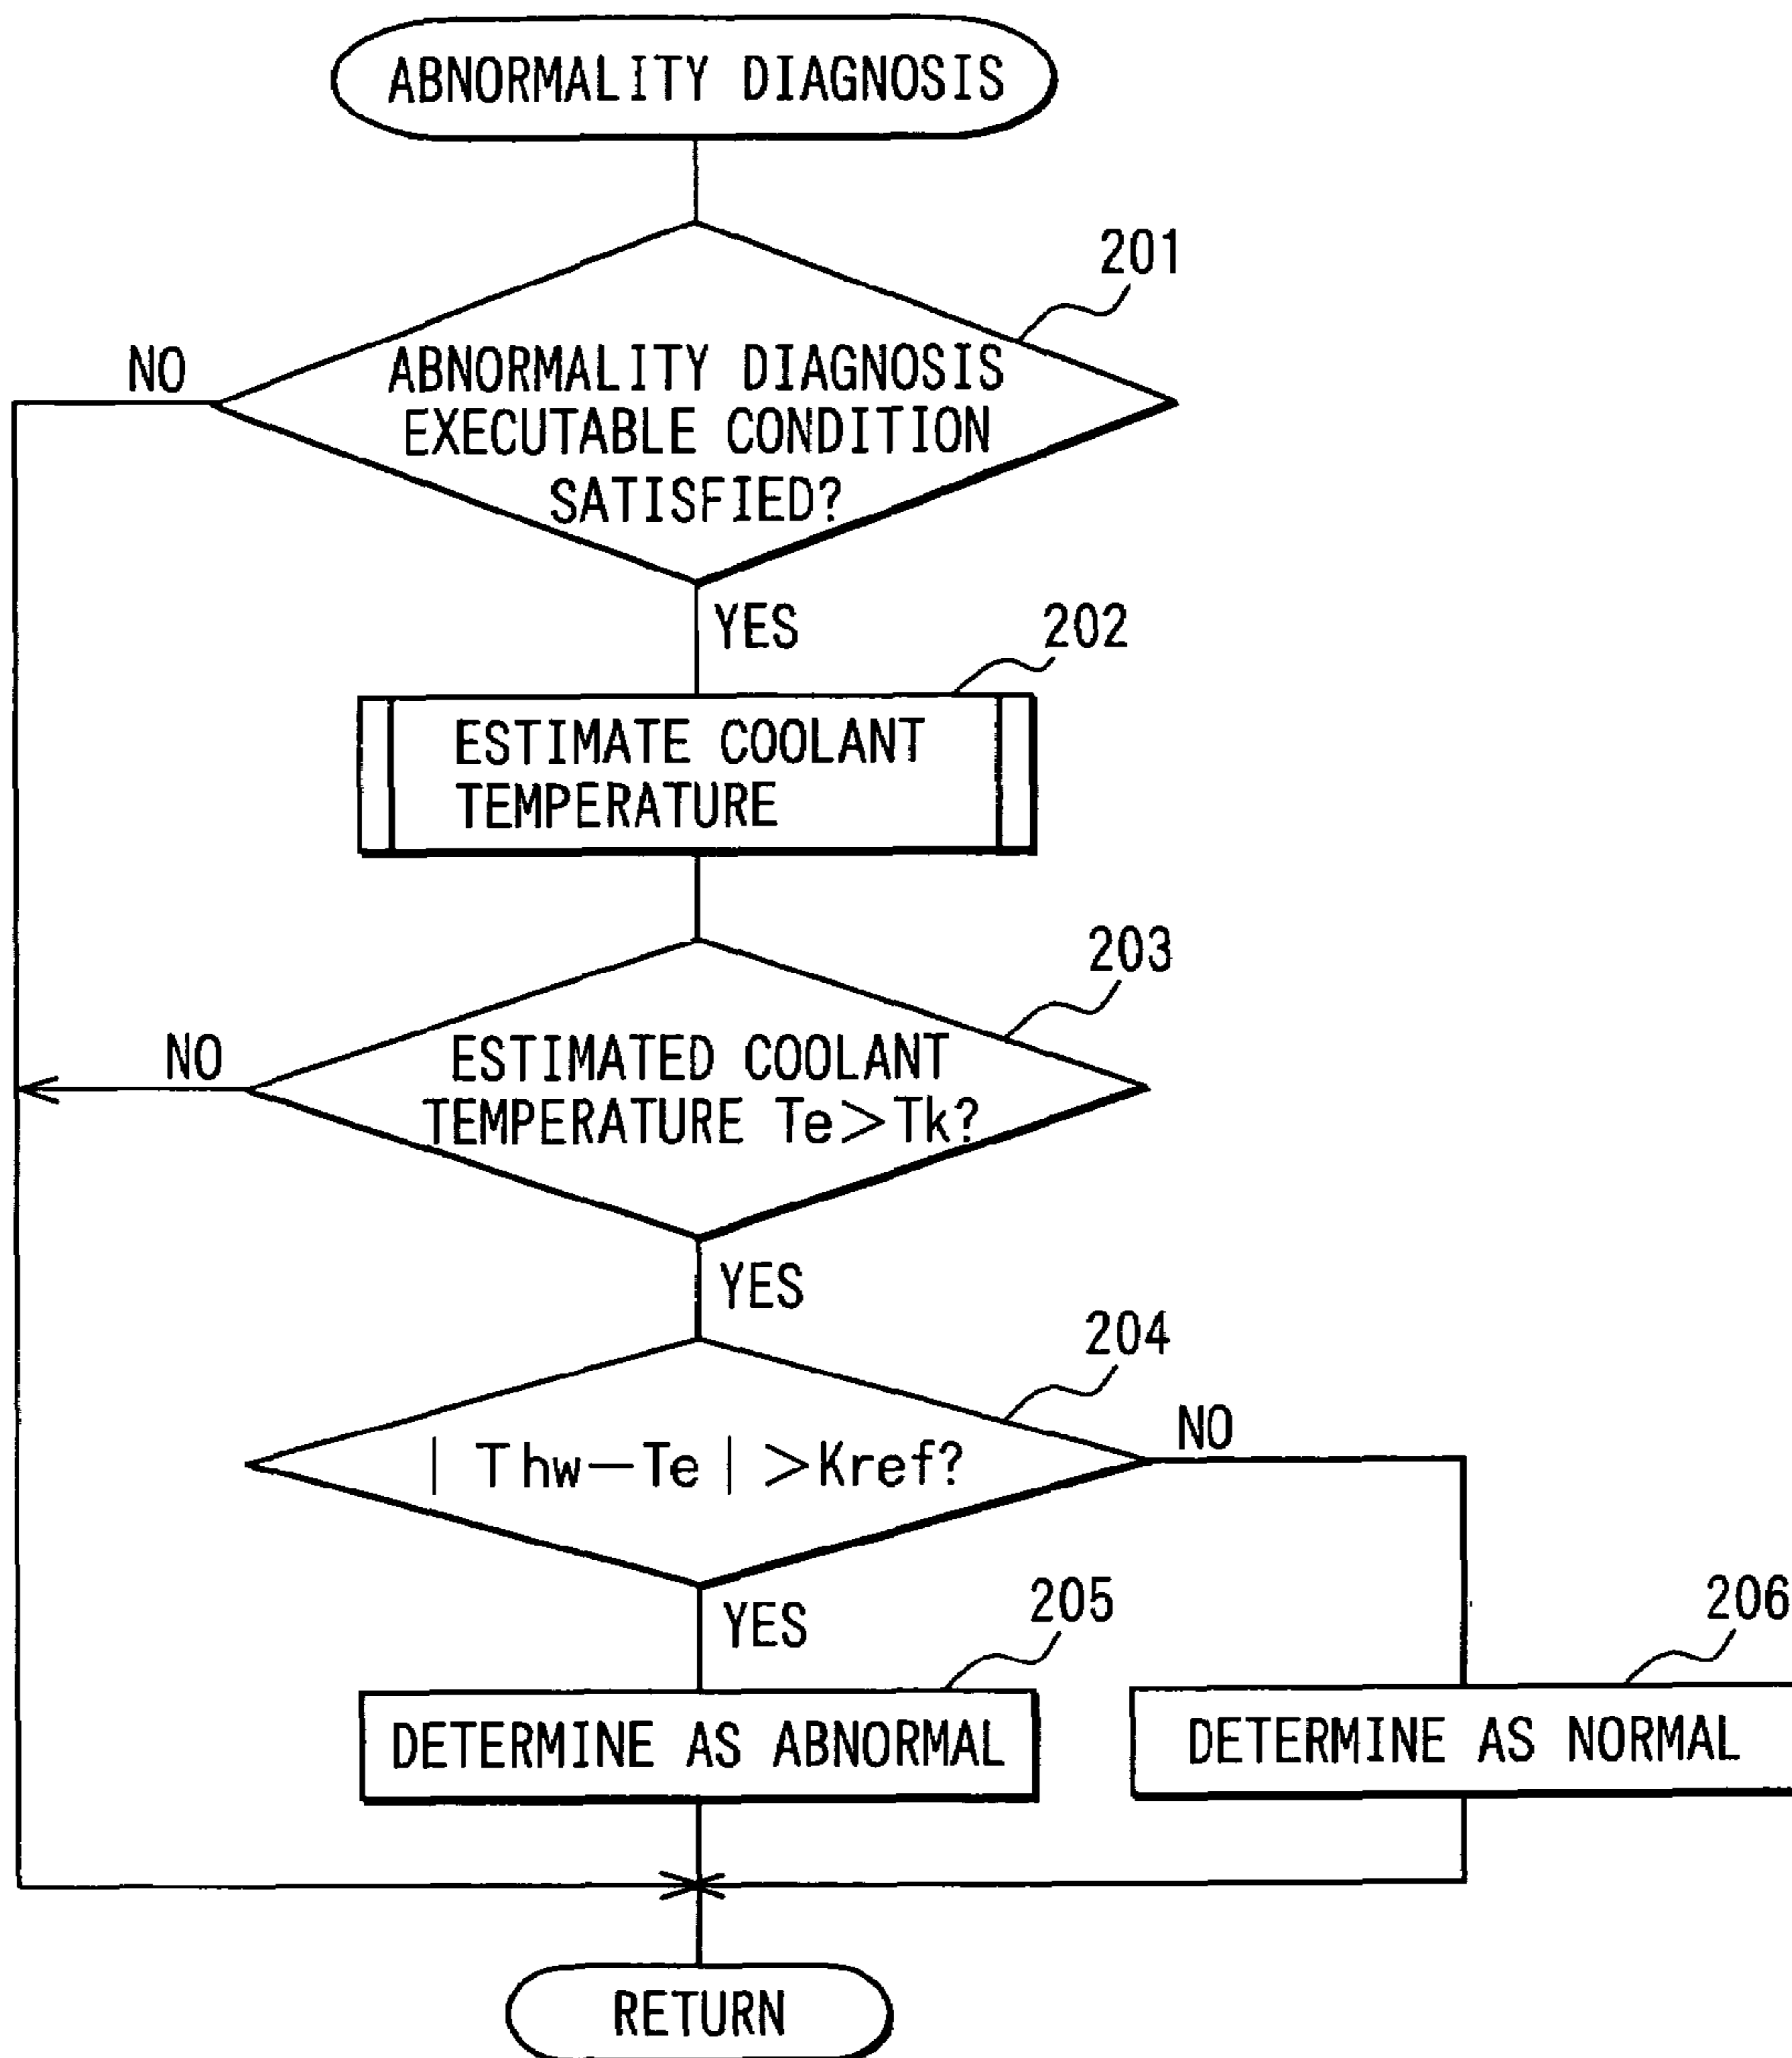 ABNORMALITY DIAGNOSIS
201
NO
ABNORMALITY DIAGNOSIS
EXECUTABLE CONDITION
SATISFIED?
YES
202
ESTIMATE COOLANT
TEMPERATURE
203
NO
ESTIMATED COOLANT
TEMPERATURE Te>Tk?
YES
204
| Thw-Te | >Kref?
NO
YES
205
206
DETERMINE AS ABNORMAL
DETERMINE AS NORMAL
RETURN